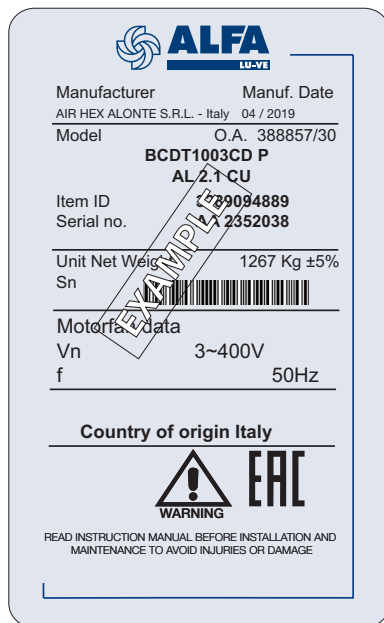 ALFA
LU-VE
Manufacturer Manuf. Date
AIR HEX ALONTE S.R.L. - Italy 04 / 2019
Model O.A. 388857/30
BCDT1003CD P
AL 2.1 CU
Item ID
Serial no. 2352038
Unit Net 1267 Kg ±5%
Sn
EXAMPLE
data
Vn 3~400V
f 50Hz
Country of origin Italy
EAC
WARNING
READ INSTRUCTION MANUAL BEFORE INSTALLATION AND
MAINTENANCE TO AVOID INJURIES OR DAMAGE